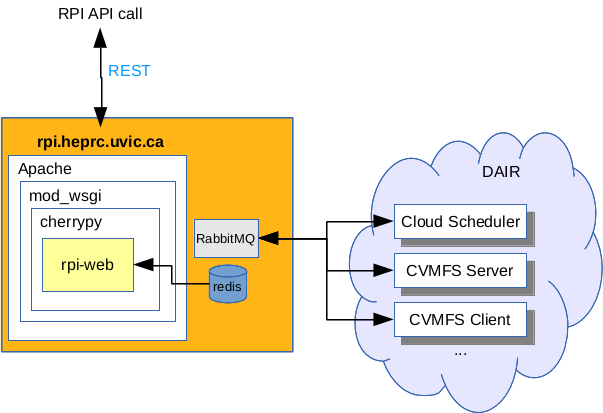 RPI API call
REST
rpi.heprc.uvic.ca
Apache
mod_wsgi
cherrypy
rpi-web
RabbitMQ
redis
DAIR
Cloud Scheduler
CVMFS Server
CVMFS Client
...